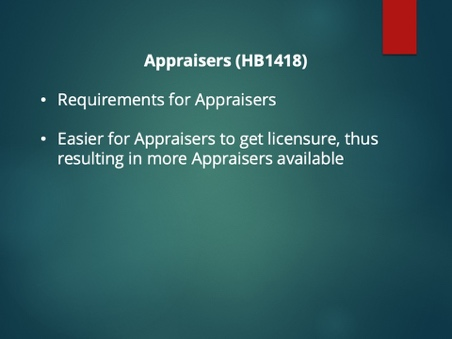 Appraisers (HB1418)
• Requirements for Appraisers
• Easier for Appraisers to get licensure, thus
resulting in more Appraisers available